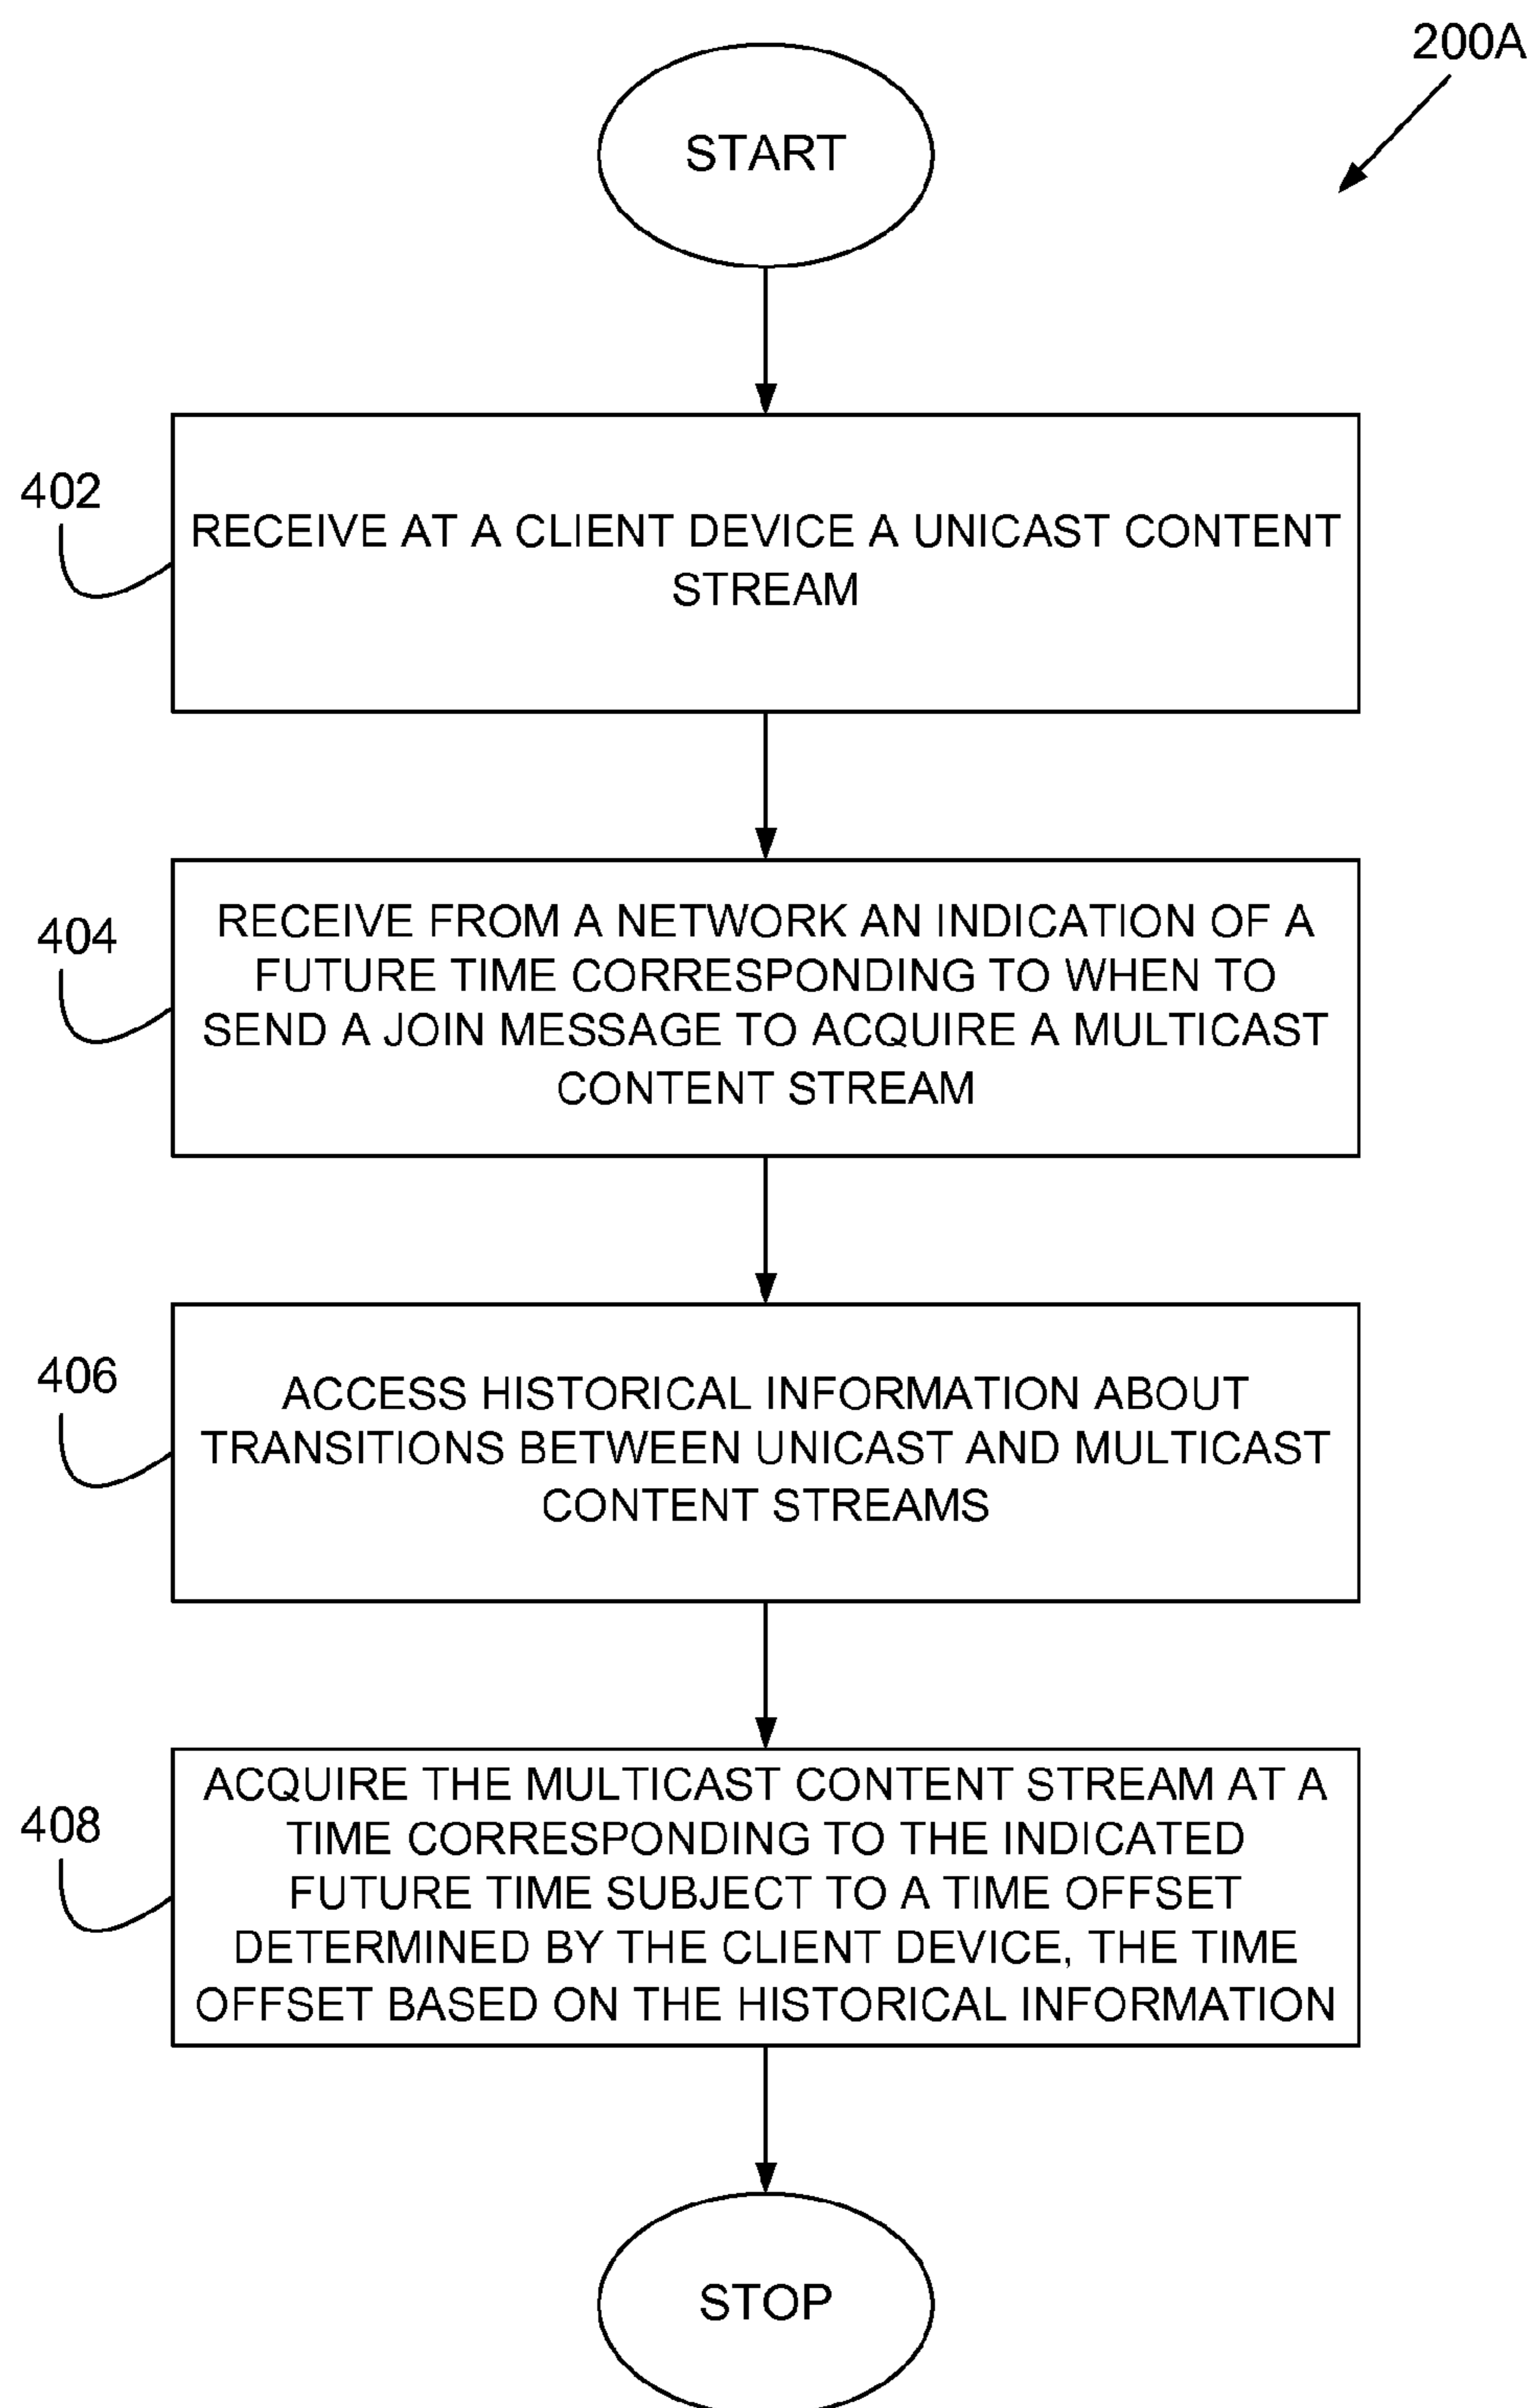 200A
START
402
RECEIVE AT A CLIENT DEVICE A UNICAST CONTENT
STREAM
404
RECEIVE FROM A NETWORK AN INDICATION OF A
FUTURE TIME CORRESPONDING TO WHEN TO
SEND A JOIN MESSAGE TO ACQUIRE A MULTICAST
CONTENT STREAM
406
ACCESS HISTORICAL INFORMATION ABOUT
TRANSITIONS BETWEEN UNICAST AND MULTICAST
CONTENT STREAMS
408
ACQUIRE THE MULTICAST CONTENT STREAM AT A
TIME CORRESPONDING TO THE INDICATED
FUTURE TIME SUBJECT TO A TIME OFFSET
DETERMINED BY THE CLIENT DEVICE, THE TIME
OFFSET BASED ON THE HISTORICAL INFORMATION
STOP